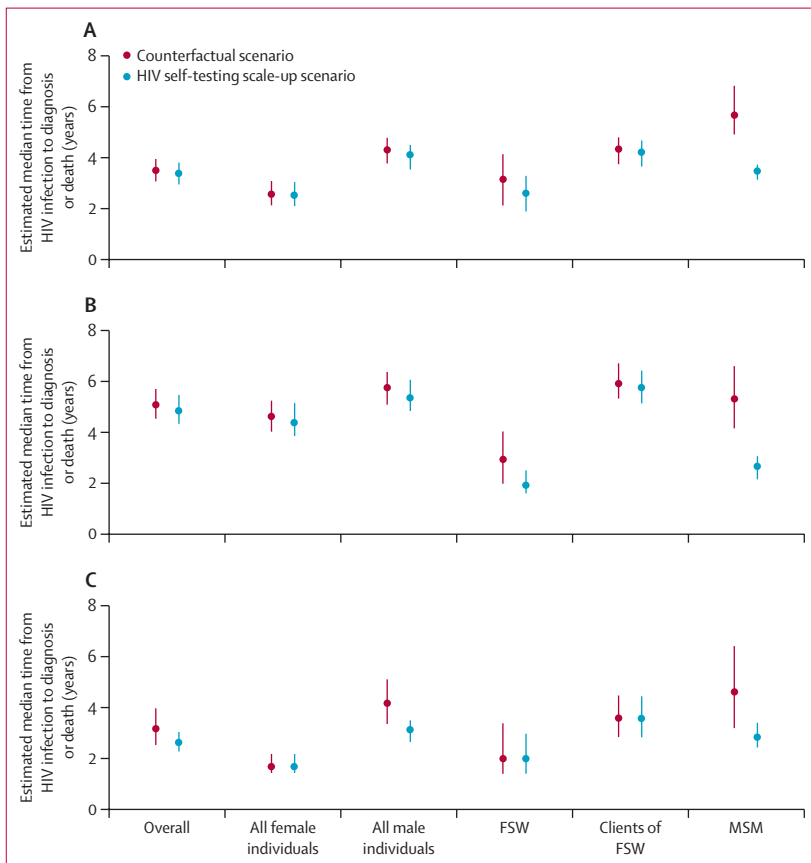 A
Counterfactual scenario
HIV self-testing scale-up scenario
Estimated median time from
HIV infection to diagnosis
or death (years)
8
6
4
2
0
B
Estimated median time from
HIV infection to diagnosis
or death (years)
8
6
4
2
0
C
Estimated median time from
HIV infection to diagnosis
or death (years)
8
6
4
2
0
Overall
All female
individuals
All male
individuals
FSW
Clients of
FSW
MSM